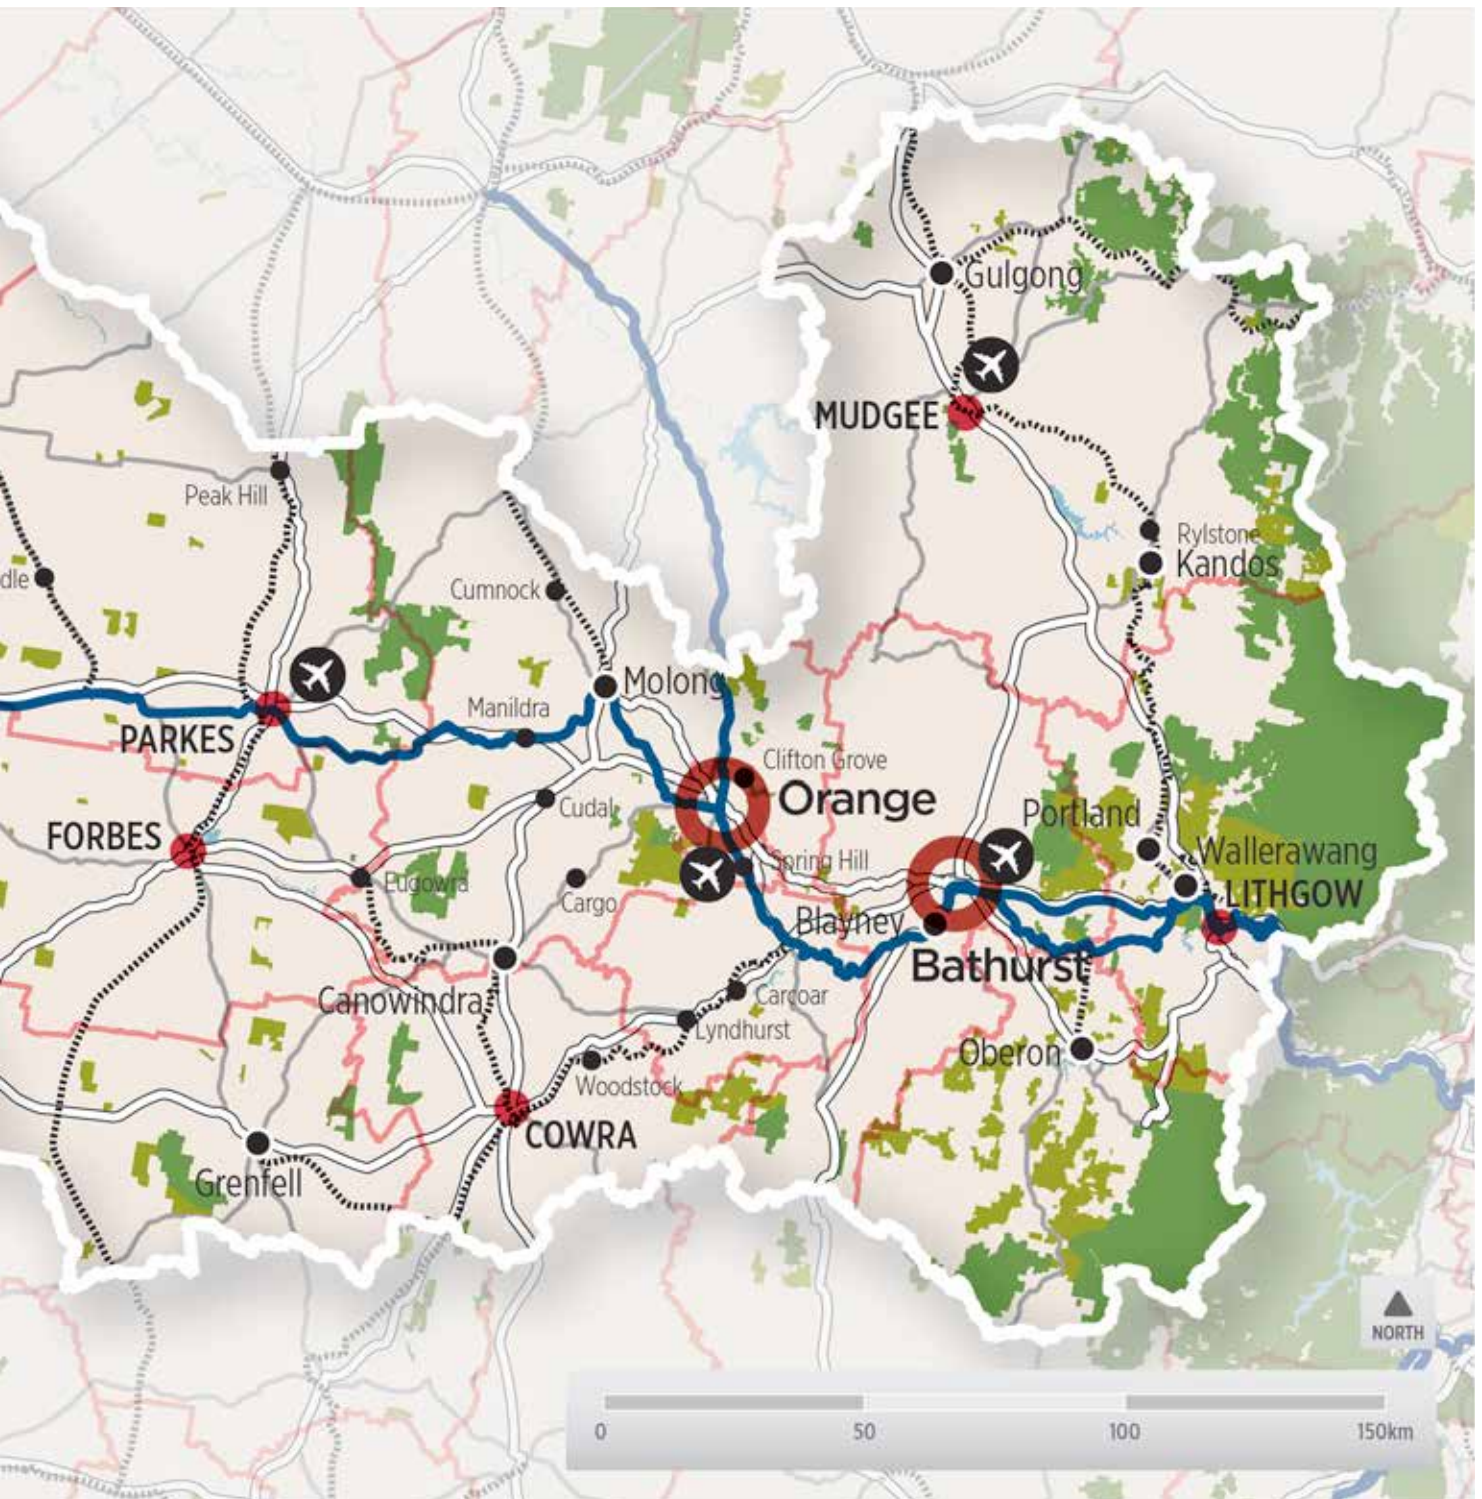 Gulgong
MUDGEE
Peak Hill
Rylstone
Kandos
dle
Cumnock
Molong
Manildra
PARKES
Clifton Grove
Orange
Cudal
Portland
FORBES
Wallerawang
Spring Hill
Eugowra
LITHGOW
Cargo
Blayney
Bathurst
Canowindra
Carcoar
Lyndhurst
Oberon
Woodstock
COWRA
Grenfell
NORTH
0 50 100 150km